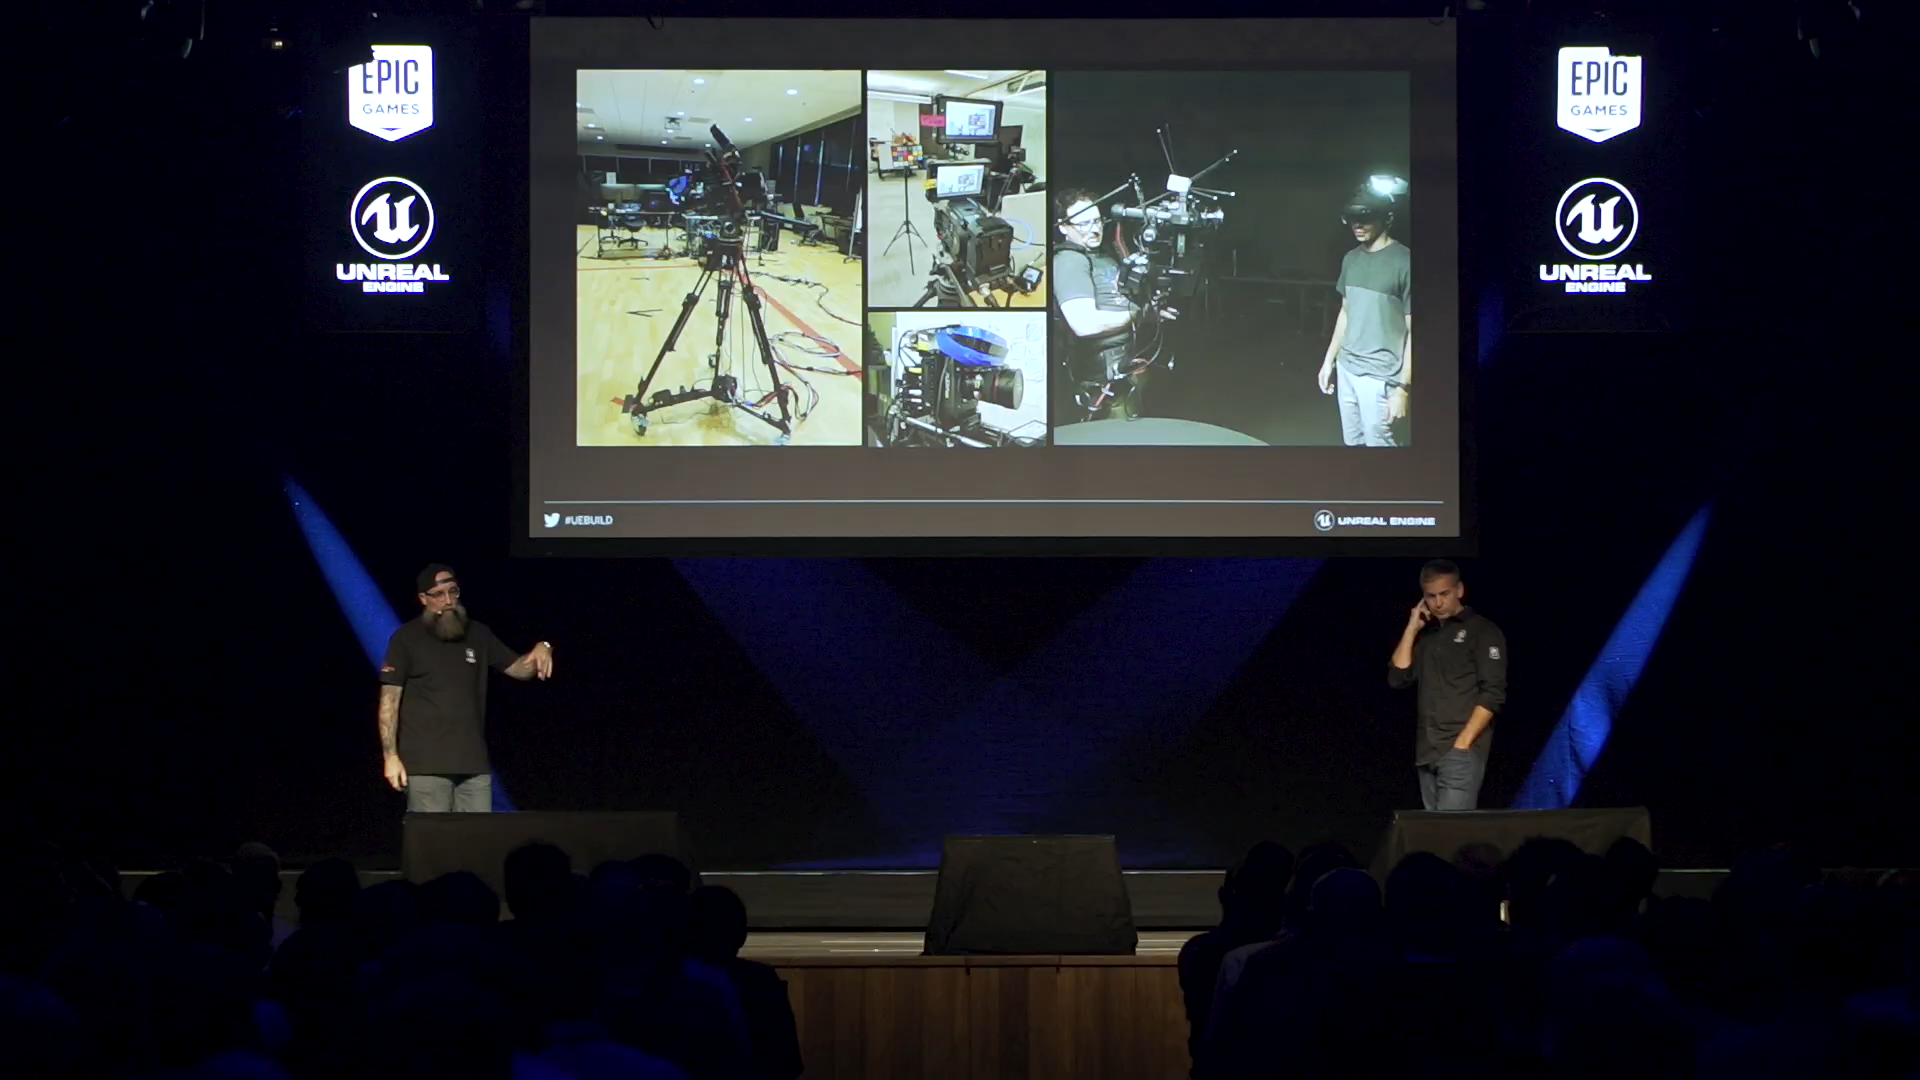 EPIC
GAMES
UNREAL
ENGINE
#UEBUILD
UNREAL ENGINE
EPIC
GAMES
UNREAL
ENGINE